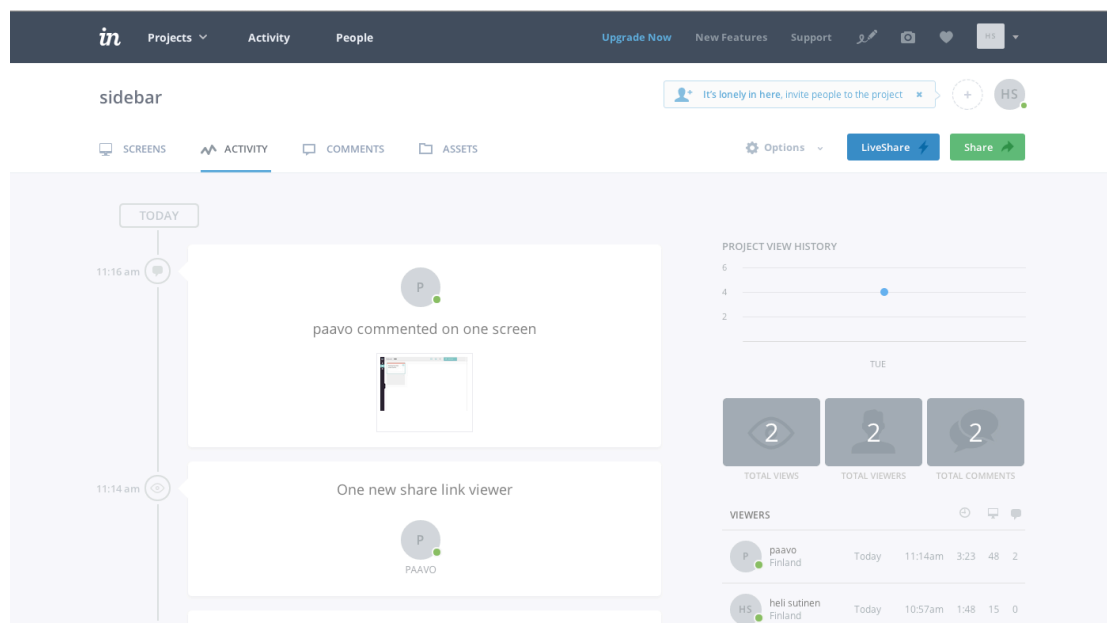 in Projects Activity People Upgrade Now New Features Support HS
sidebar
It's lonely in here, invite people to the project × + HS
SCREENS ACTIVITY COMMENTS ASSETS Options LiveShare Share
TODAY
11:16 am
P
paavo commented on one screen
11:14 am
One new share link viewer
P
PAAVO
PROJECT VIEW HISTORY
6
4
2
TUE
2 2 2
TOTAL VIEWS TOTAL VIEWERS TOTAL COMMENTS
VIEWERS
P paavo Today 11:14am 3:23 48 2
Finland
HS heli sutinen Today 10:57am 1:48 15 0
Finland